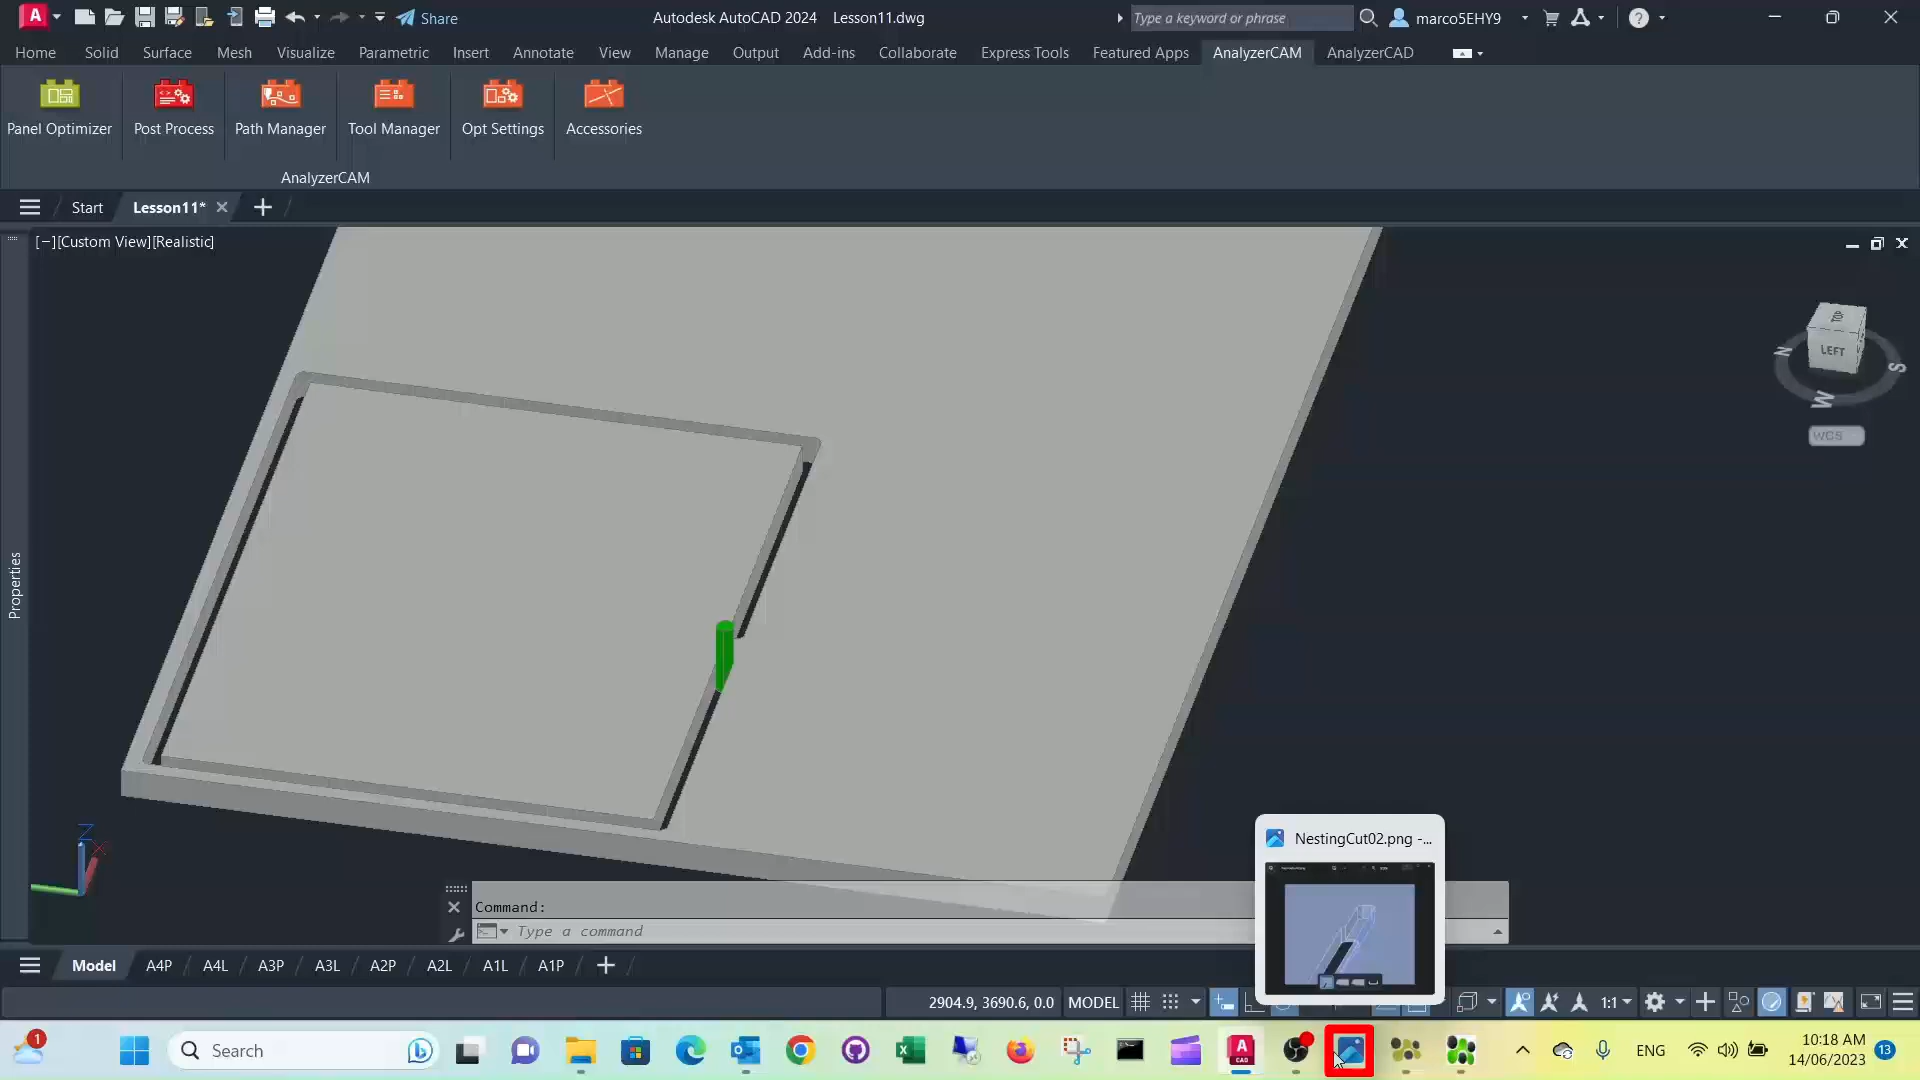 Share
Autodesk AutoCAD 2024 Lesson11.dwg
Type a keyword or phrase
marco5EHY9
Home Solid Surface Mesh Visualize Parametric Insert Annotate View Manage Output Add-ins Collaborate Express Tools Featured Apps AnalyzerCAM AnalyzerCAD
Panel Optimizer Post Process Path Manager Tool Manager Opt Settings Accessories
AnalyzerCAM
Start Lesson11* +
[−][Custom View][Realistic]
TOP
LEFT
N S
W
WCS
Properties
Z
X
NestingCut02.png -...
Command:
Type a command
Model A4P A4L A3P A3L A2P A2L A1L A1P +
2904.9, 3690.6, 0.0 MODEL 1:1
1 Search A CAD ENG 10:18 AM
14/06/2023 13